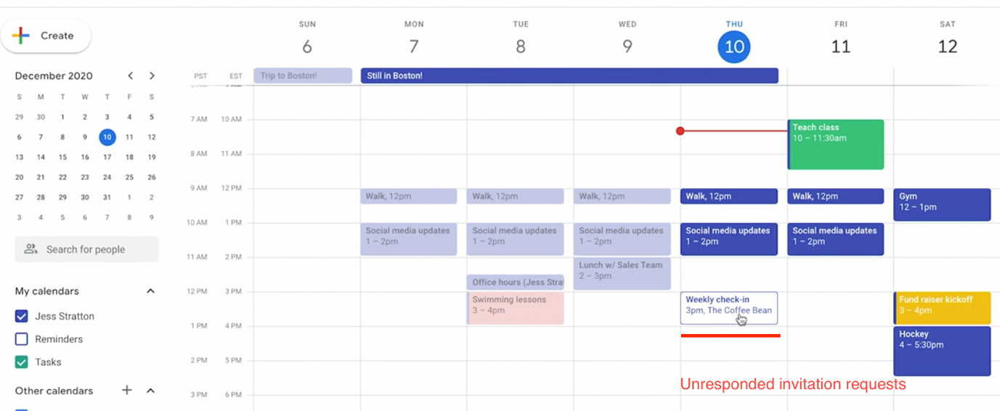 SUN MON TUE WED THU FRI SAT
Create
6 7 8 9 10 11 12
December 2020
PST EST Trip to Boston! Still in Boston!
S M T W T F S
29 30 1 2 3 4 5
6 7 8 9 10 11 12
13 14 15 16 17 18 19
20 21 22 23 24 25 26
27 28 29 30 31 1 2
3 4 5 6 7 8 9
Search for people
My calendars
Jess Stratton
Reminders
Tasks
Other calendars
7 AM 10 AM
8 AM 11 AM
9 AM 12 PM
10 AM 1 PM
11 AM 2 PM
12 PM 3 PM
1 PM 4 PM
2 PM 5 PM
3 PM 6 PM
Walk, 12pm
Social media updates
1 – 2pm
Walk, 12pm
Social media updates
1 – 2pm
Office hours (Jess Stra
Swimming lessons
3 – 4pm
Walk, 12pm
Social media updates
1 – 2pm
Lunch w/ Sales Team
2 – 3pm
Walk, 12pm
Social media updates
1 – 2pm
Weekly check-in
3pm, The Coffee Bean
Unresponded invitation requests
Teach class
10 – 11:30am
Walk, 12pm
Social media updates
1 – 2pm
Gym
12 – 1pm
Fund raiser kickoff
3 – 4pm
Hockey
4 – 5:30pm